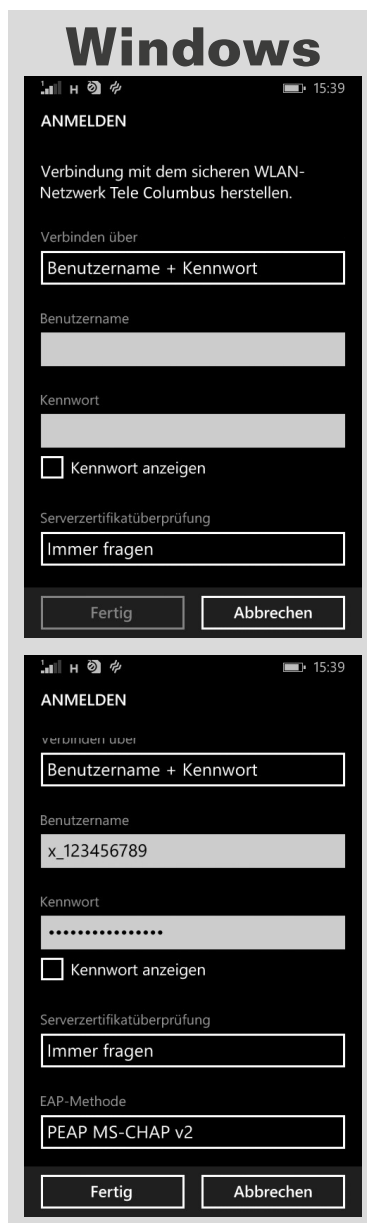 Windows
H 15:39
ANMELDEN
Verbindung mit dem sicheren WLAN-
Netzwerk Tele Columbus herstellen.
Verbinden über
Benutzername + Kennwort
Benutzername
Kennwort
Kennwort anzeigen
Serverzertifikatüberprüfung
Immer fragen
Fertig Abbrechen
H 15:39
ANMELDEN
Verbinden über
Benutzername + Kennwort
Benutzername
x_123456789
Kennwort
••••••••••••••••
Kennwort anzeigen
Serverzertifikatüberprüfung
Immer fragen
EAP-Methode
PEAP MS-CHAP v2
Fertig Abbrechen